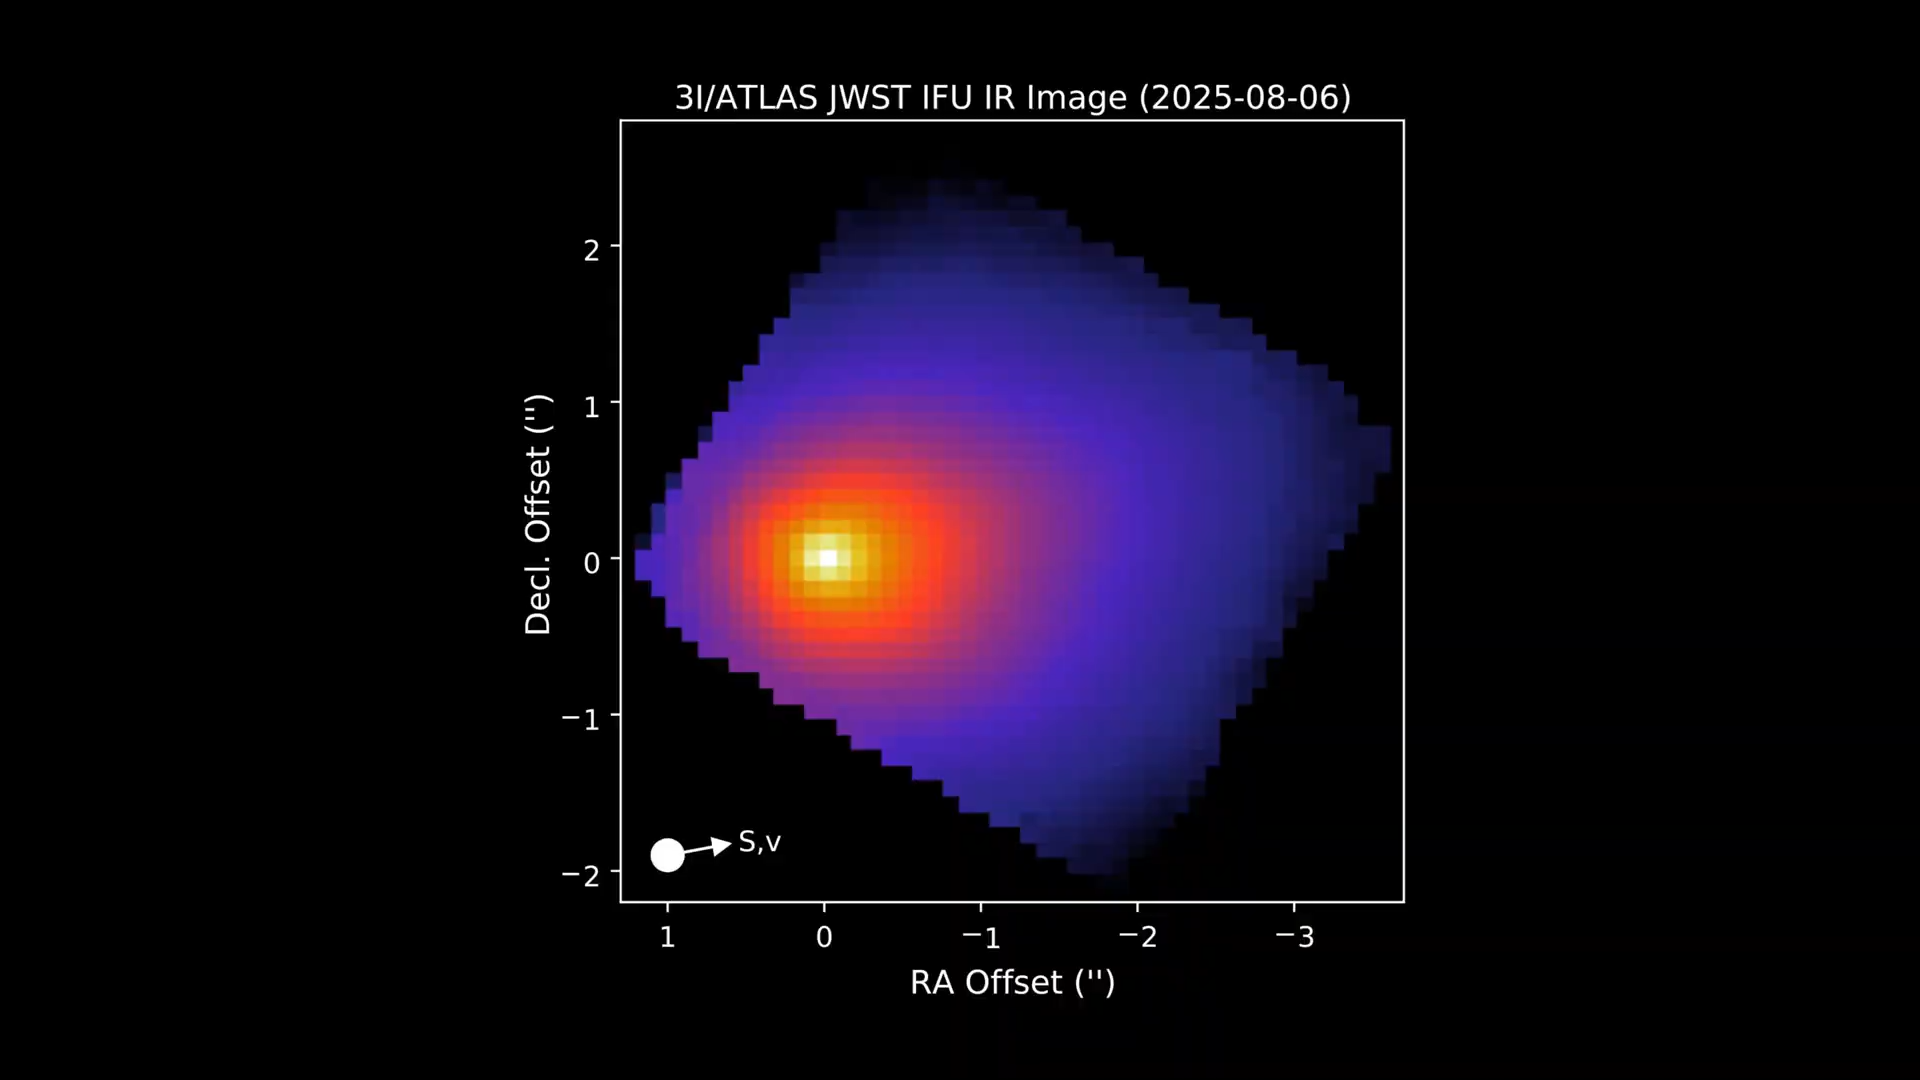 3I/ATLAS JWST IFU IR Image (2025-08-06)
2
1
0
−1
−2
Decl. Offset ('')
S,v
1 0 −1 −2 −3
RA Offset ('')